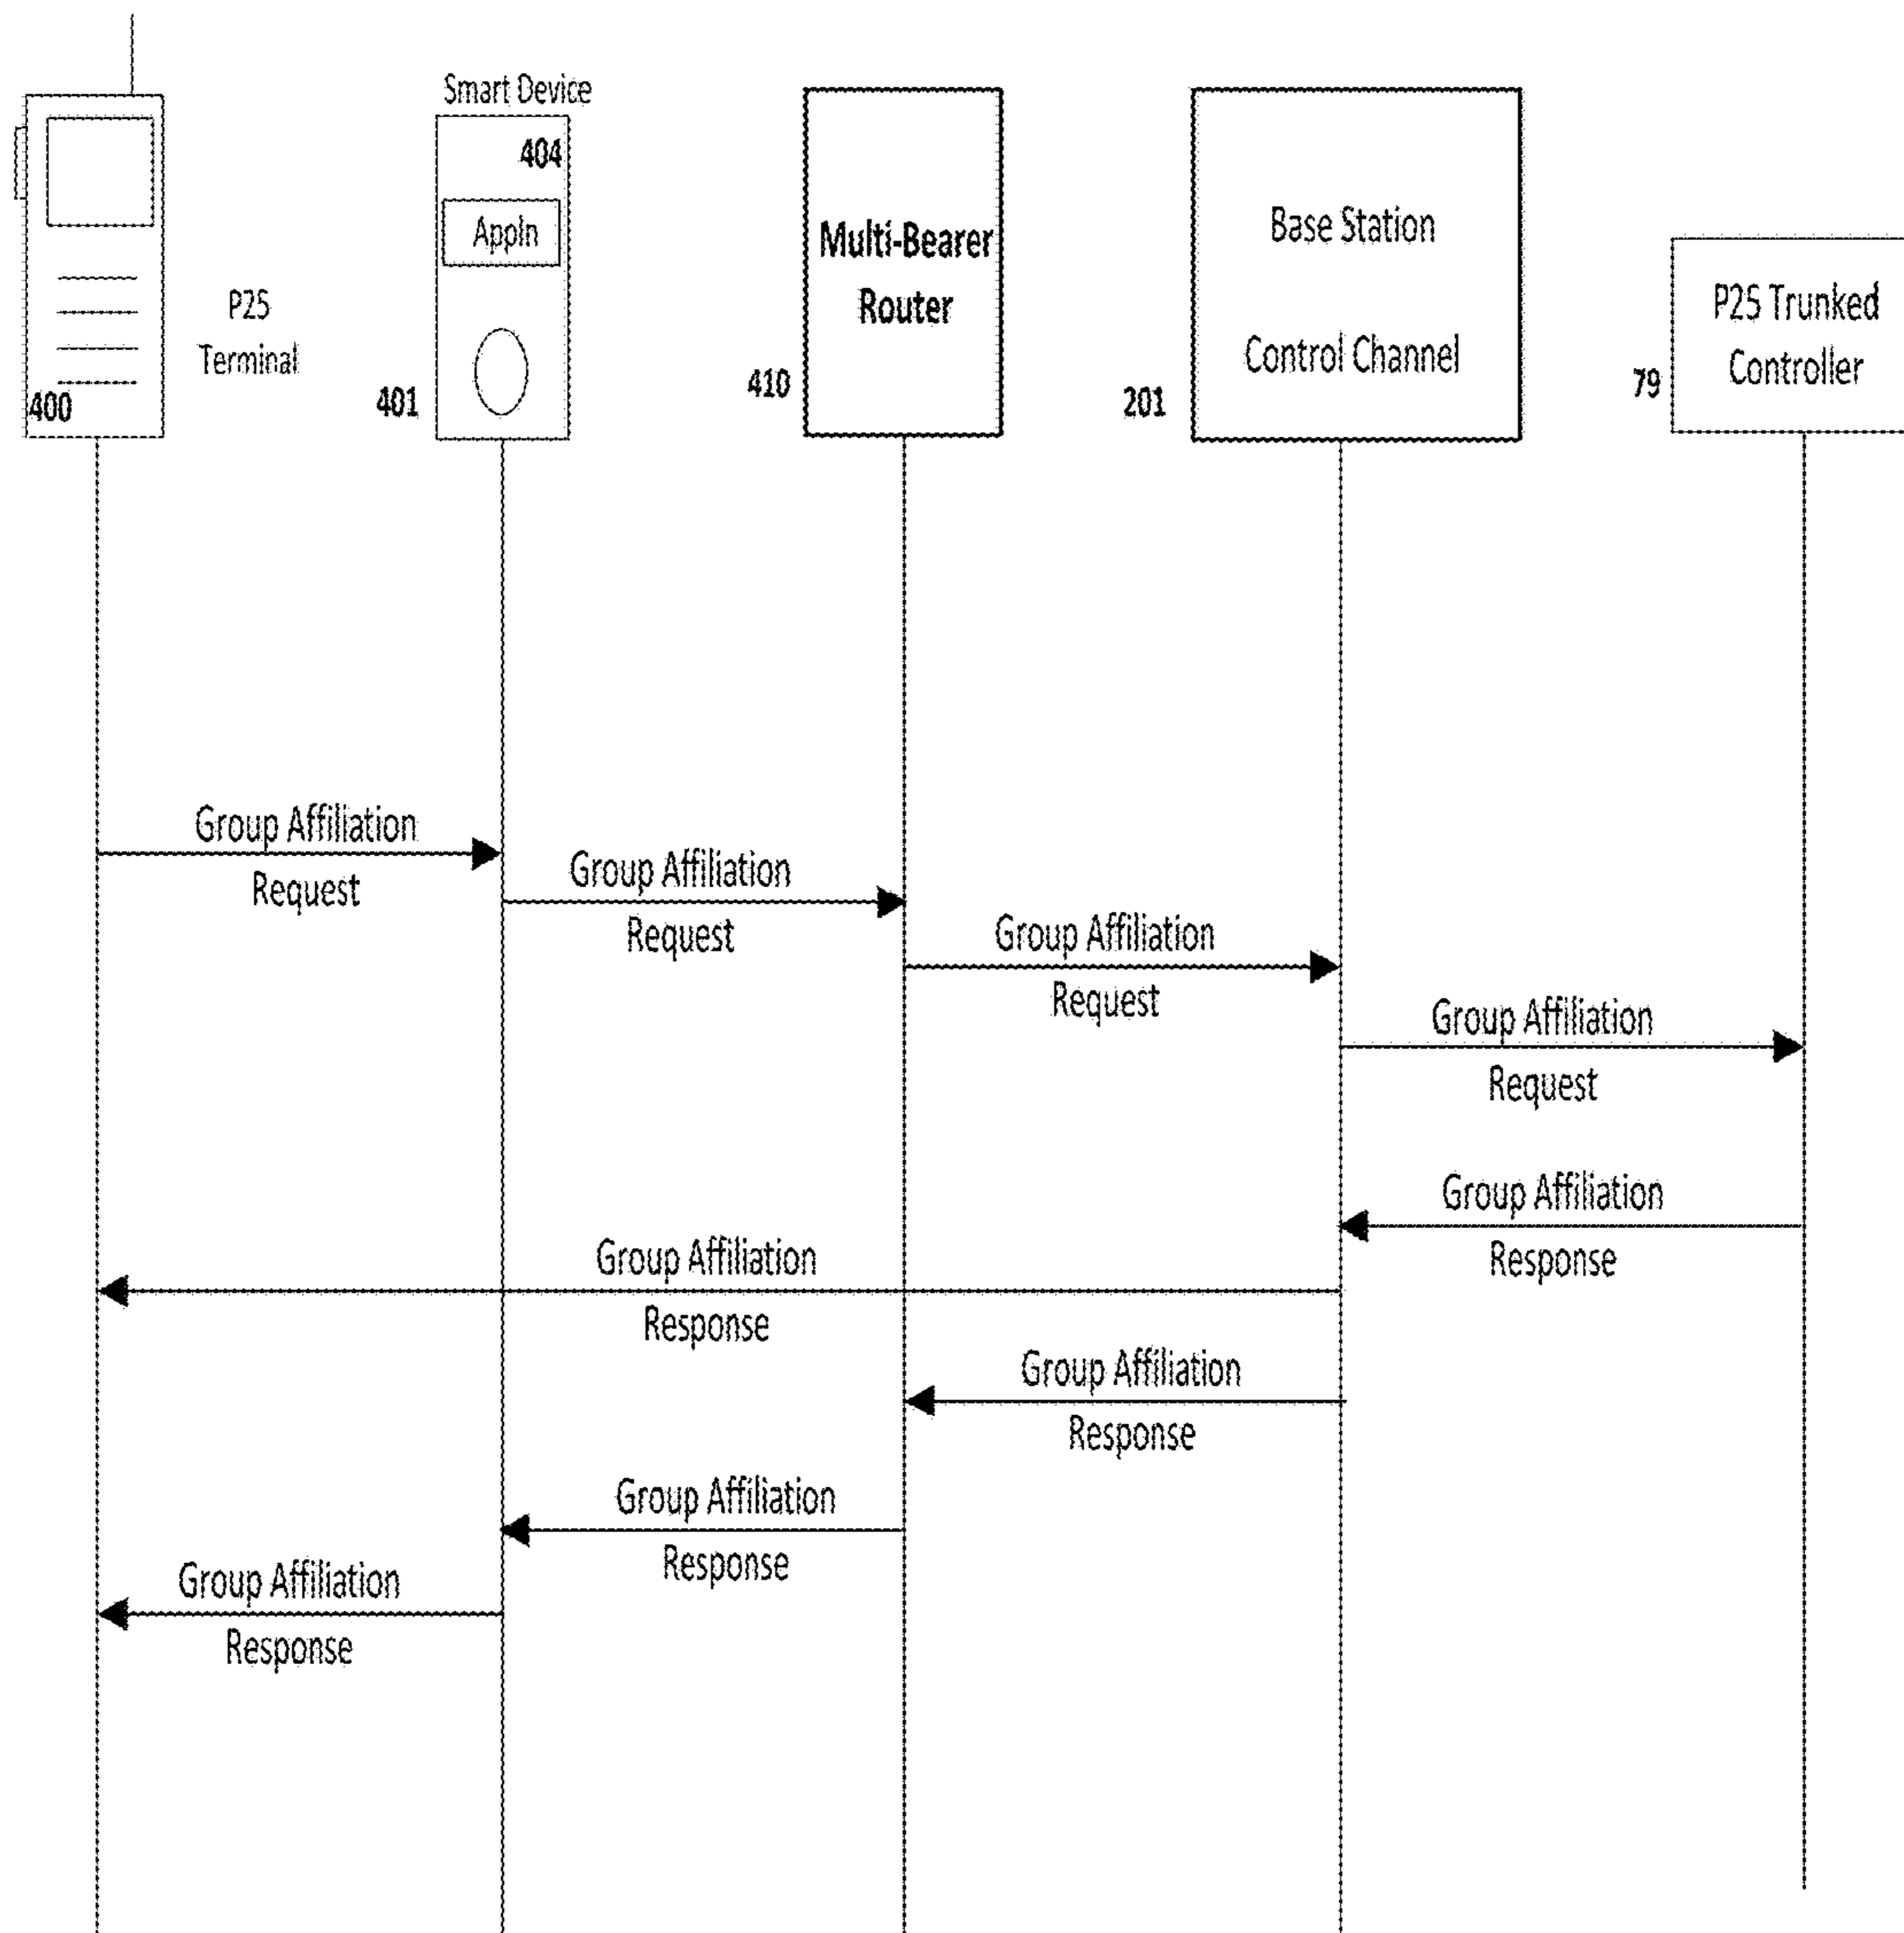 Smart Device
404
Appln
Multi-Bearer
Router
Base Station
Control Channel
P25 Trunked
Controller
P25
Terminal
400
401
410
201
79
Group Affiliation
Request
Group Affiliation
Request
Group Affiliation
Request
Group Affiliation
Request
Group Affiliation
Response
Group Affiliation
Response
Group Affiliation
Response
Group Affiliation
Response
Group Affiliation
Response